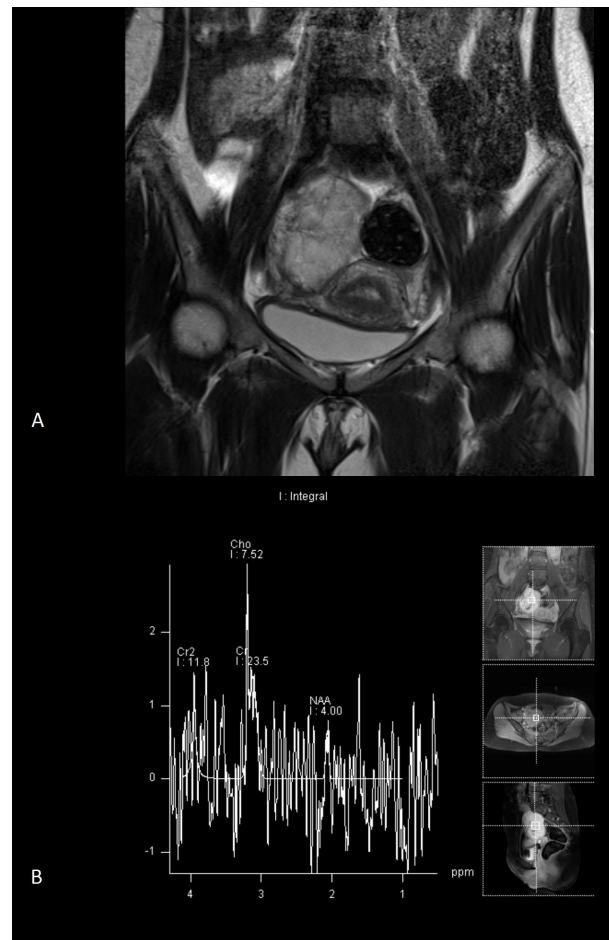 A
I : Integral
Cho
I : 7.52
Cr2
I : 11.8
Cr
I : 23.5
NAA
I : 4.00
2
1
0
-1
4
3
2
1
ppm
B